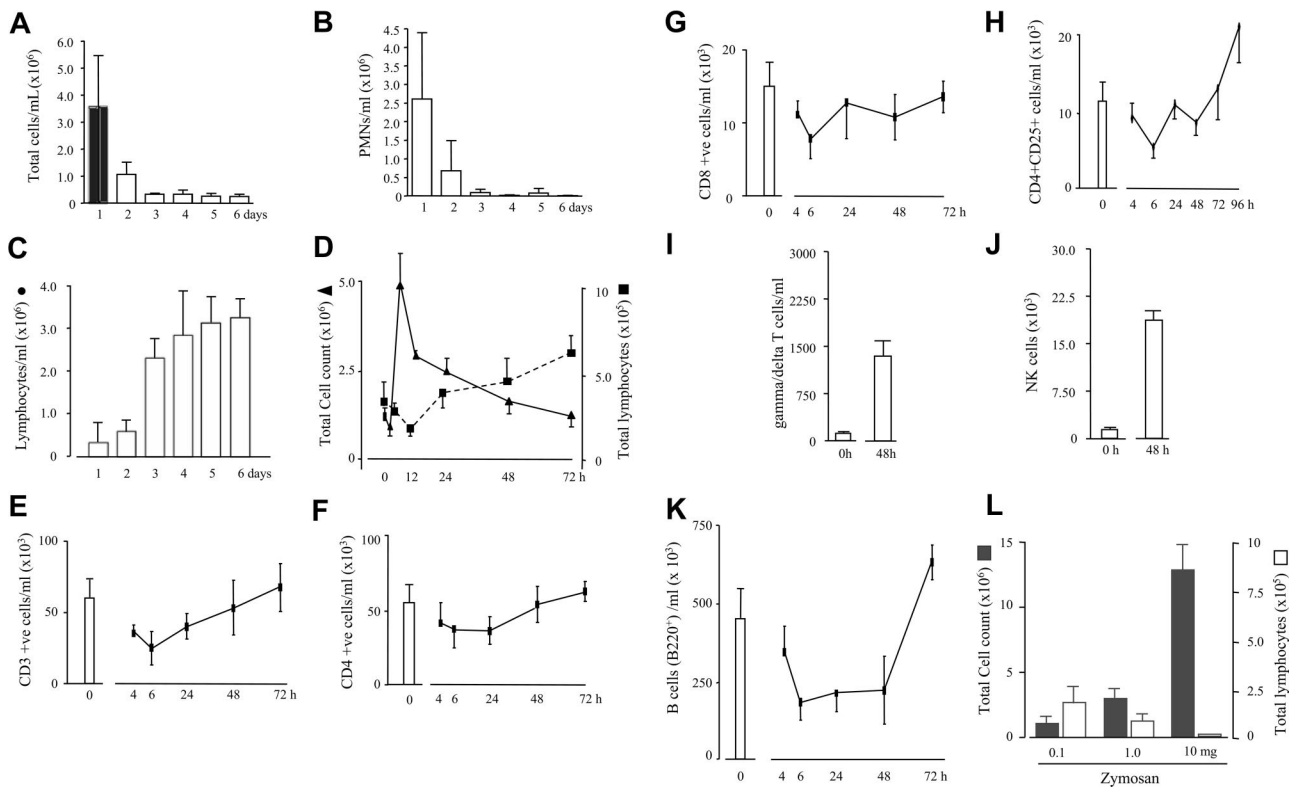 A
Total cells/mL (x10⁶)
6.0
5.0
4.0
3.0
2.0
1.0
0
1 2 3 4 5 6 days
B
PMNs/ml (x10⁶)
4.5
4.0
3.5
3.0
2.5
2.0
1.5
1.0
0.5
0
1 2 3 4 5 6 days
C
Lymphocytes/ml (x10⁶)
4.0
3.0
2.0
1.0
0
1 2 3 4 5 6 days
D
Total Cell count (x10⁶)
5.0
2.5
0
Total lymphocytes (x10⁵)
10
5.0
0
0 12 24 48 72 h
E
CD3 +ve cells/ml (x10³)
100
50
0
0 4 6 24 48 72 h
F
CD4 +ve cells/ml (x10³)
100
50
0
0 4 6 24 48 72 h
G
CD8 +ve cells/ml (x10³)
20
10
0
0 4 6 24 48 72 h
H
CD4+CD25+ cells/ml (x10³)
20
10
0
0 4 6 24 48 72 96 h
I
gamma/delta T cells/ml
3000
2250
1500
750
0
0h 48h
J
NK cells (x10³)
30.0
22.5
15.0
7.50
0
0 h 48 h
K
B cells (B220⁺) /ml (x 10³)
750
500
250
0
0 4 6 24 48 72 h
L
Total Cell count (x10⁶)
15
10
5
0
Total lymphocytes (x10⁵)
10
7.5
5.0
2.5
0
0.1 1.0 10 mg
Zymosan